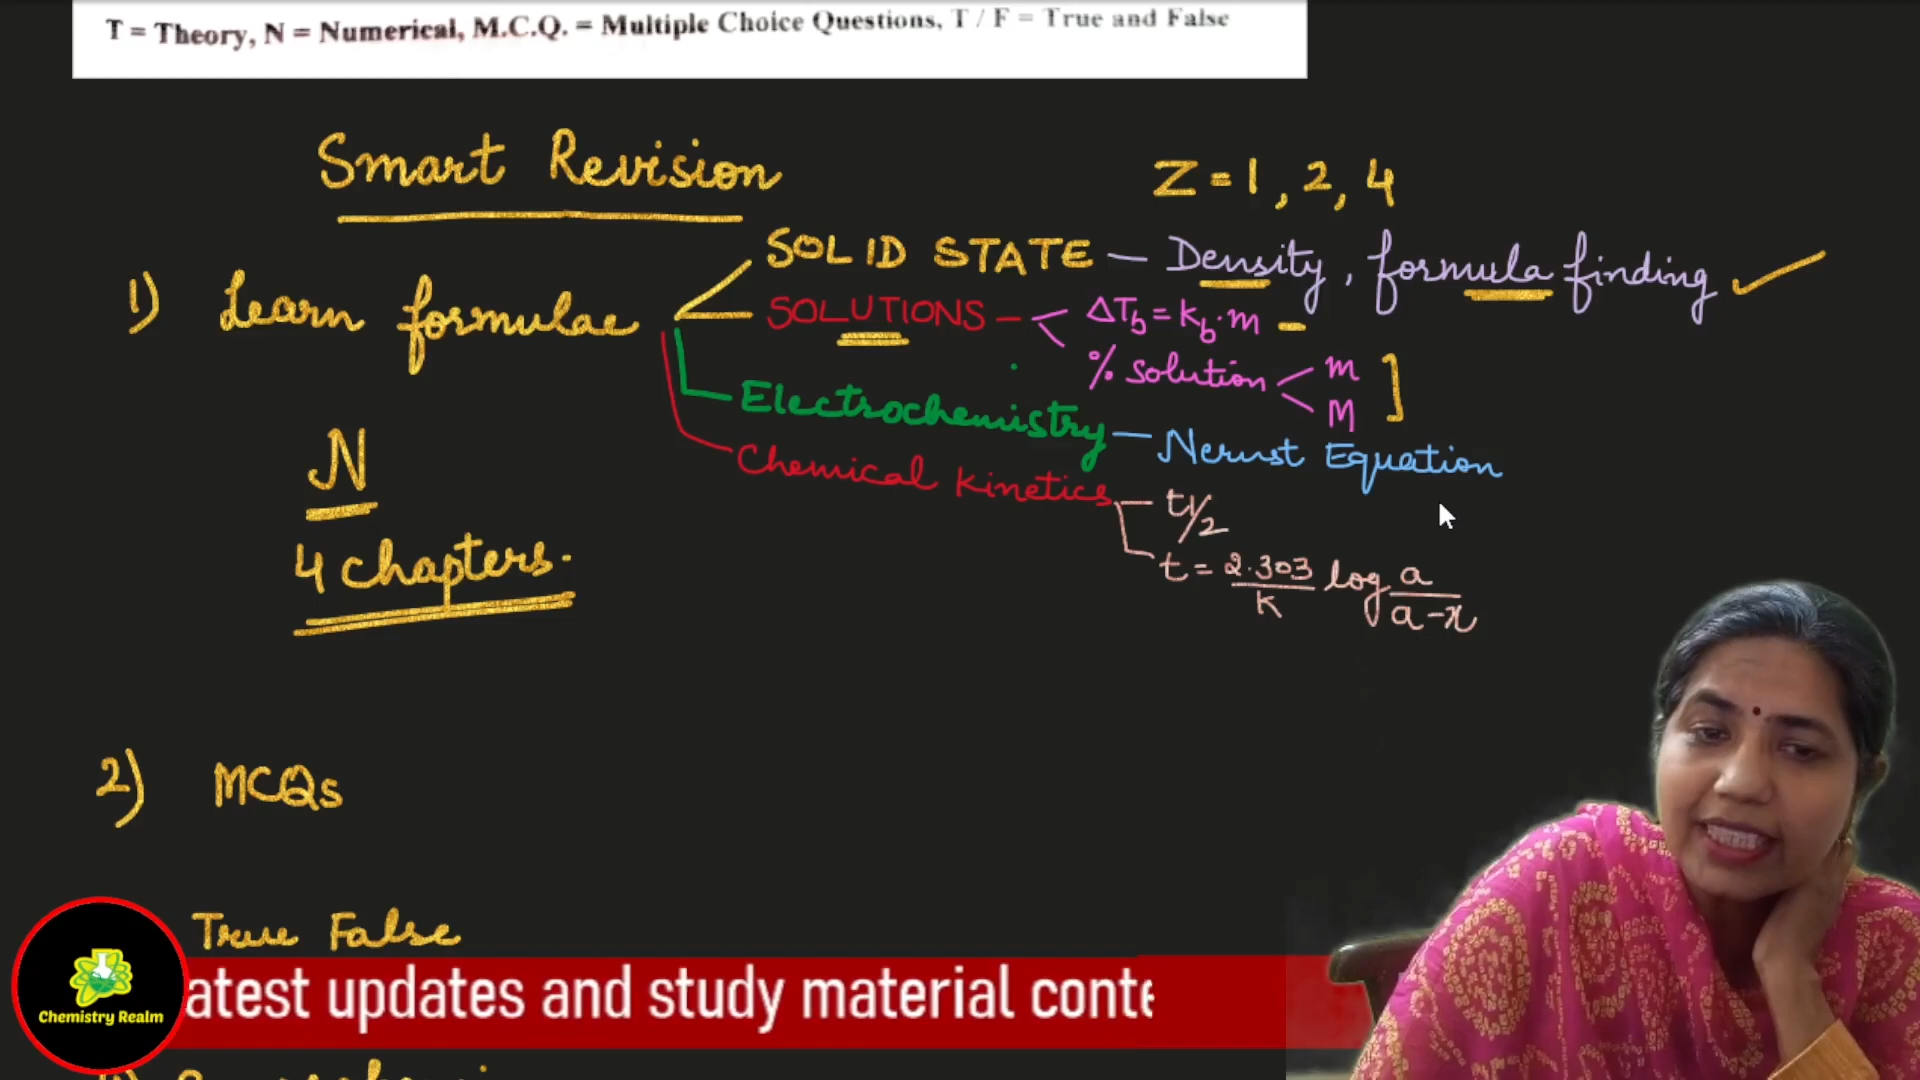 T = Theory, N = Numerical, M.C.Q. = Multiple Choice Questions, T / F = True and False
Smart Revision
Z = 1, 2, 4
1) Learn formulae
SOLID STATE — Density, formula finding ✓
SOLUTIONS — ΔTb = Kb·m
% Solution < m
M ]
Electrochemistry — Nernst Equation
Chemical Kinetics — t1/2
t = 2.303/K log a/a-x
N
4 chapters.
2) MCQs
True False
atest updates and study material conte
Chemistry Realm